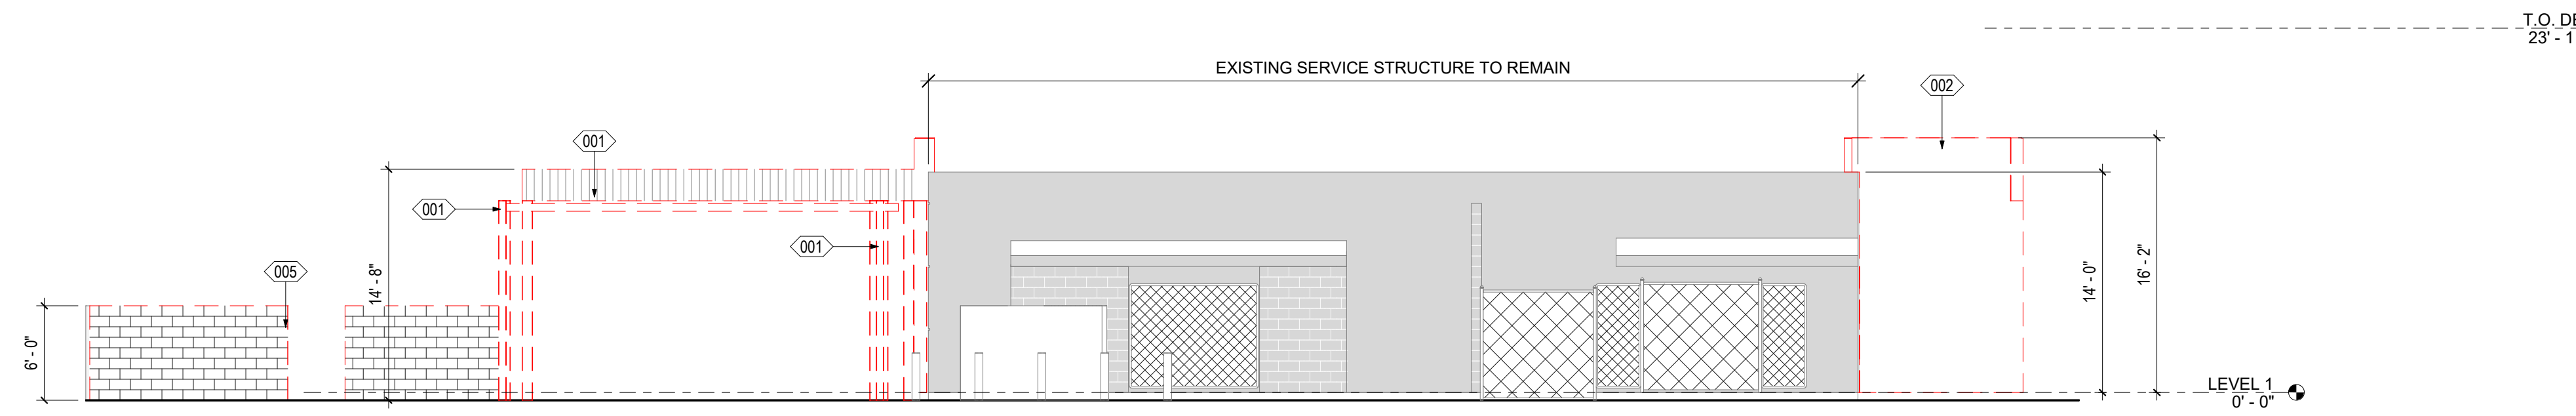 T.O. DE
23' - 1
EXISTING SERVICE STRUCTURE TO REMAIN
002
001
001
001
005
14' - 8"
6' - 0"
14' - 0"
16' - 2"
LEVEL 1
0' - 0"